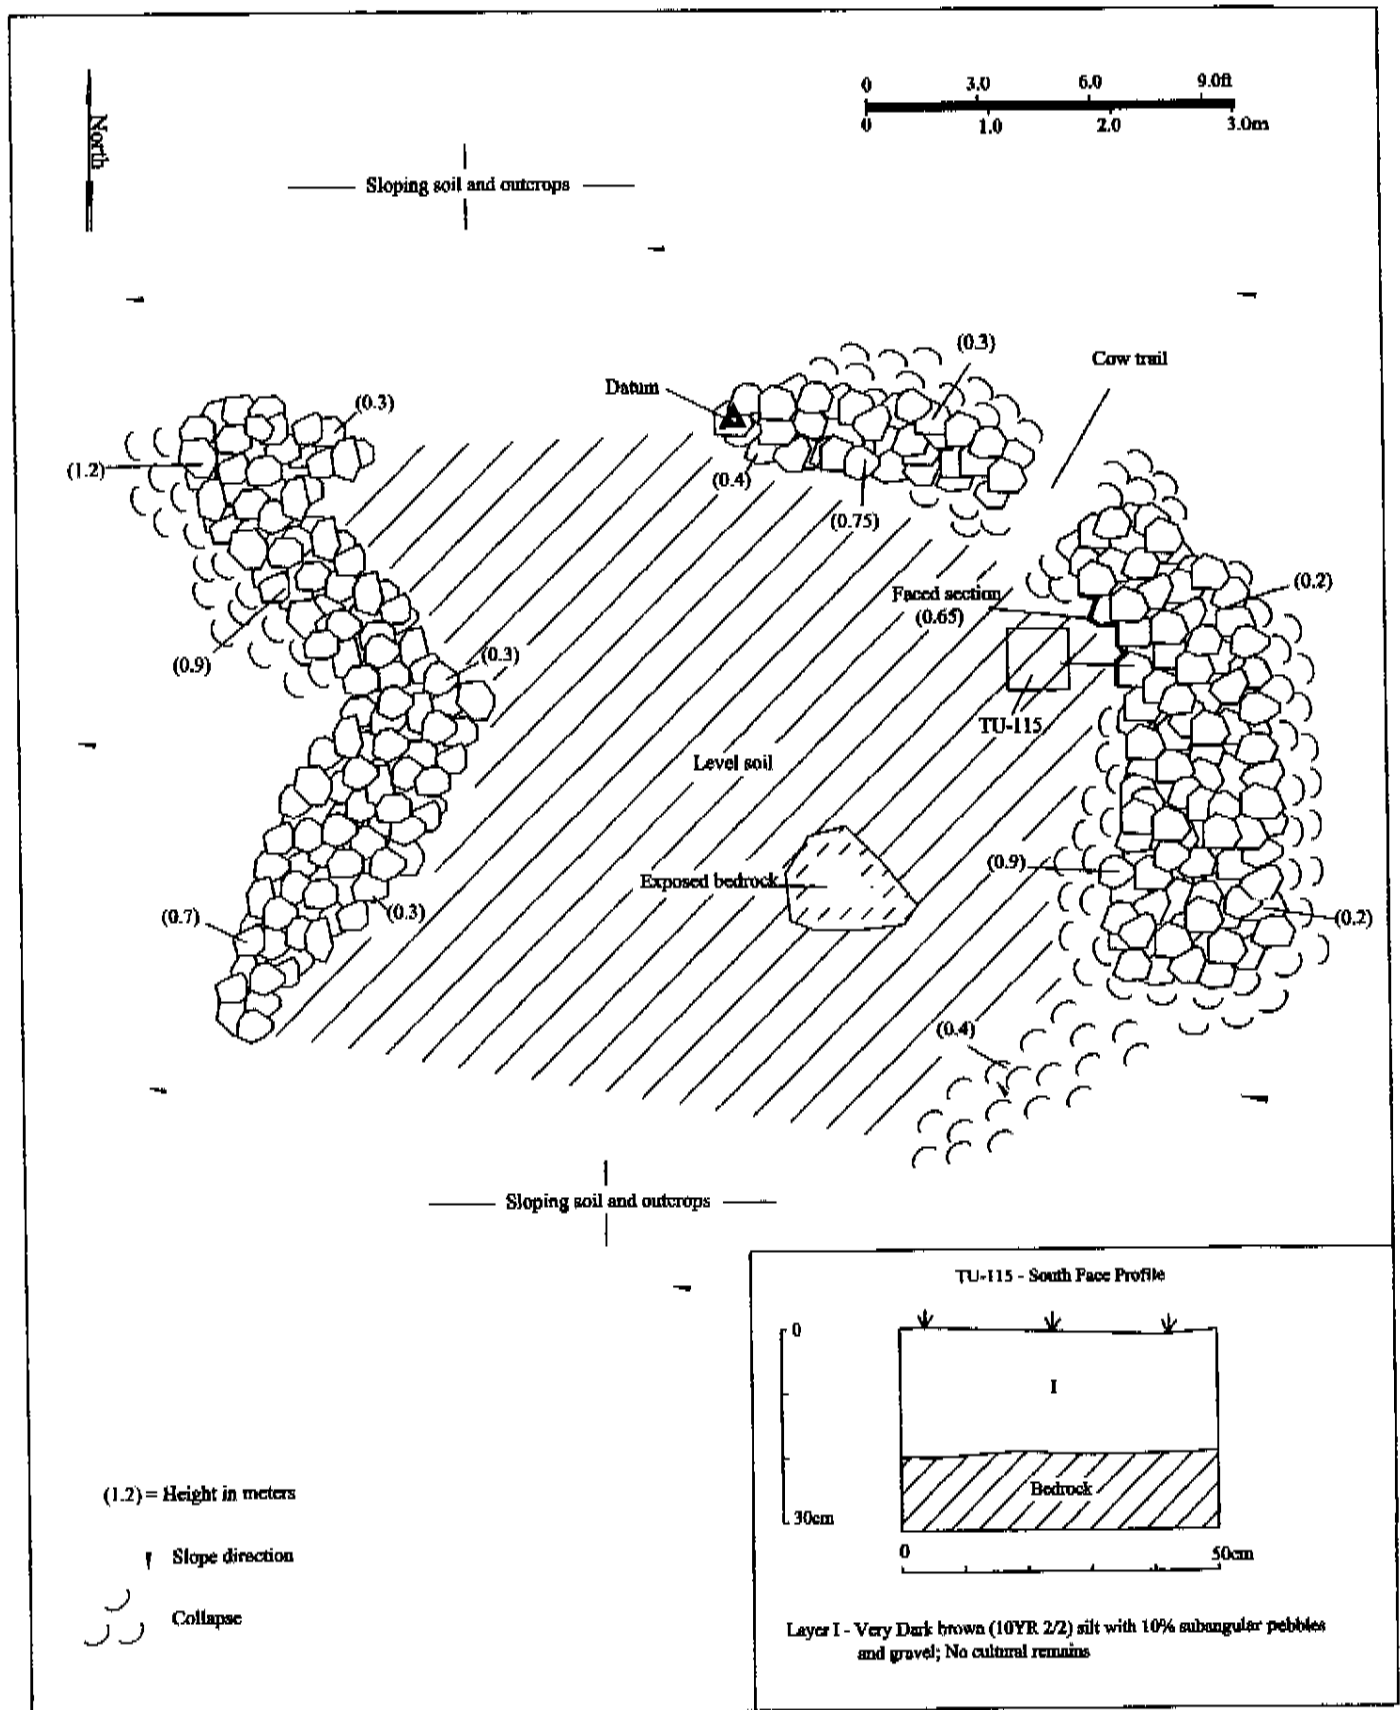 0 3.0 6.0 9.0ft
0 1.0 2.0 3.0m
North
Sloping soil and outcrops
(0.3)
Cow trail
Datum
(0.3)
(1.2)
(0.4)
(0.75)
Faced section
(0.65)
(0.2)
(0.9)
(0.3)
TU-115
Level soil
Exposed bedrock
(0.9)
(0.7)
(0.3)
(0.2)
(0.4)
Sloping soil and outcrops
TU-115 - South Face Profile
0
I
Bedrock
30cm
0 50cm
Layer I - Very Dark brown (10YR 2/2) silt with 10% subangular pebbles
and gravel; No cultural remains
(1.2) = Height in meters
Slope direction
Collapse